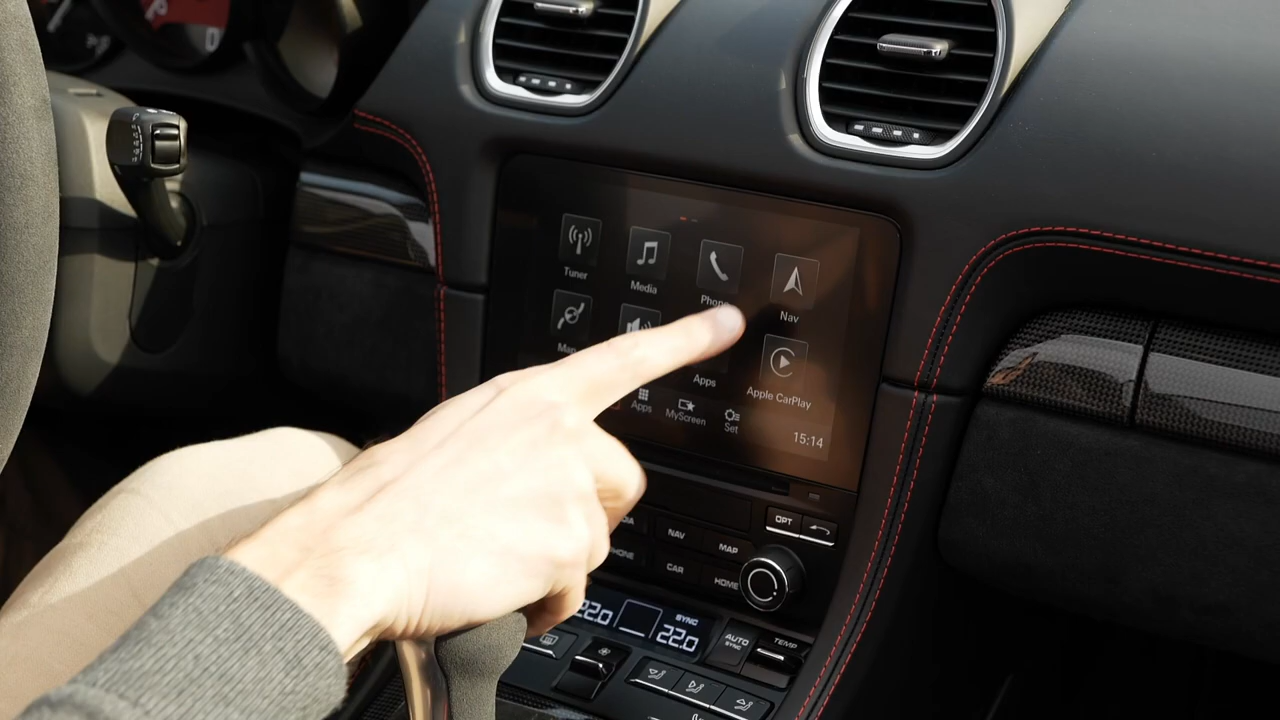 D
Tuner
Media
Phone
Nav
Apps
Apple CarPlay
Apps
MyScreen
Set
15:14
OPT
NAV
MAP
CAR
HOME
22.0
SYNC
22.0
AUTO
SYNC
TEMP